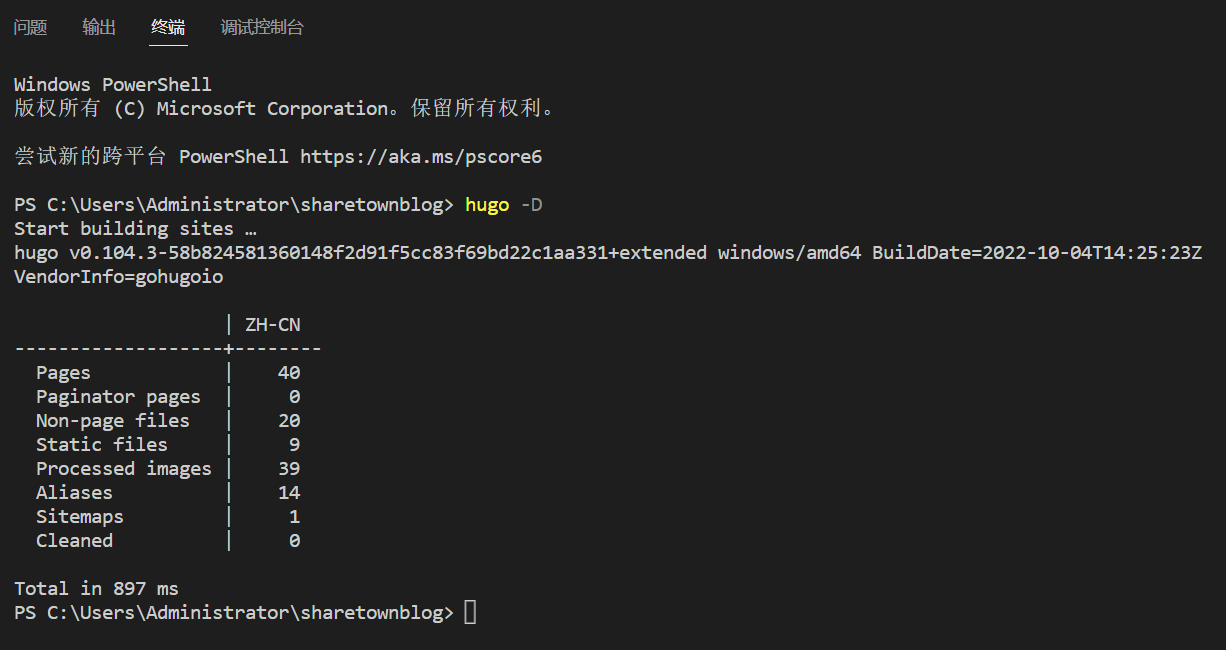 问题 输出 终端 调试控制台
Windows PowerShell
版权所有 (C) Microsoft Corporation。保留所有权利。
尝试新的跨平台 PowerShell https://aka.ms/pscore6
PS C:\Users\Administrator\sharetownblog> hugo -D
Start building sites …
hugo v0.104.3-58b824581360148f2d91f5cc83f69bd22c1aa331+extended windows/amd64 BuildDate=2022-10-04T14:25:23Z
VendorInfo=gohugoio
                   | ZH-CN
-------------------+--------
  Pages            |    40
  Paginator pages  |     0
  Non-page files   |    20
  Static files     |     9
  Processed images |    39
  Aliases          |    14
  Sitemaps         |     1
  Cleaned          |     0
Total in 897 ms
PS C:\Users\Administrator\sharetownblog>